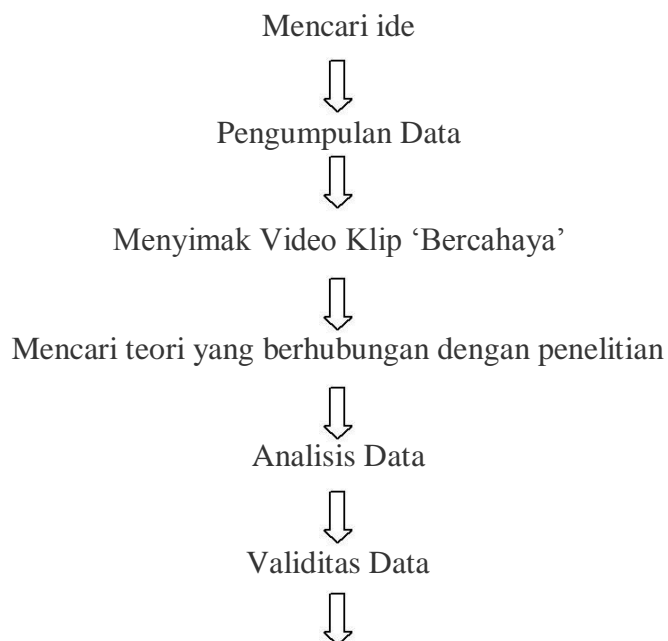 Mencari ide
Pengumpulan Data
Menyimak Video Klip ‘Bercahaya’
Mencari teori yang berhubungan dengan penelitian
Analisis Data
Validitas Data